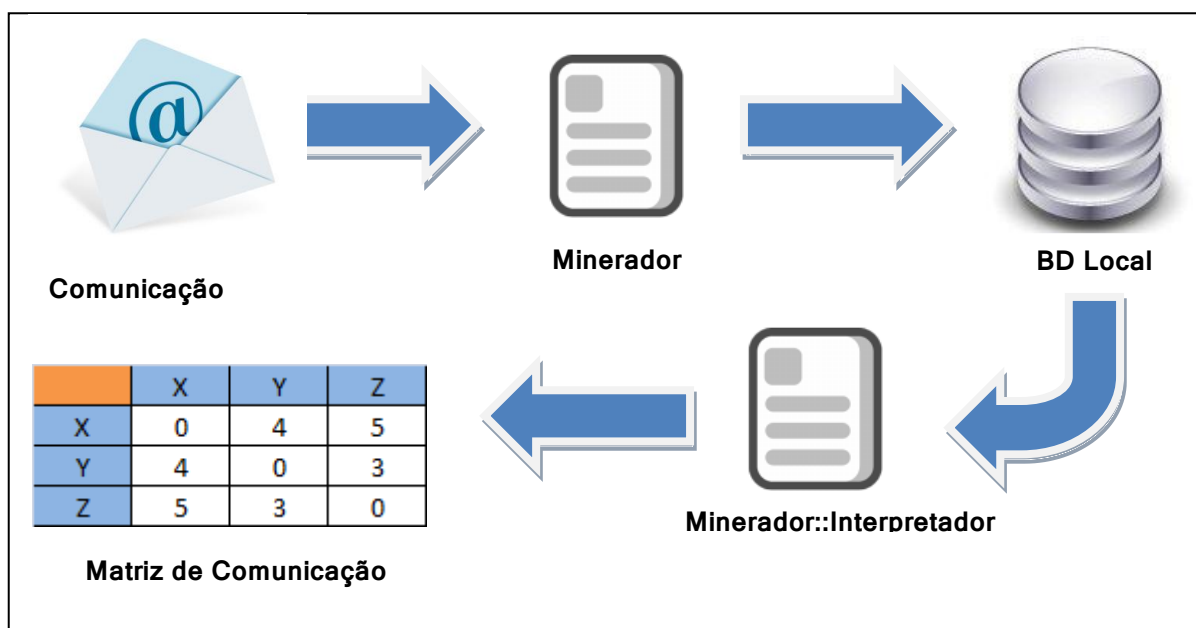 @
Comunicação
Minerador
BD Local
Minerador::Interpretador
X Y Z
X 0 4 5
Y 4 0 3
Z 5 3 0
Matriz de Comunicação